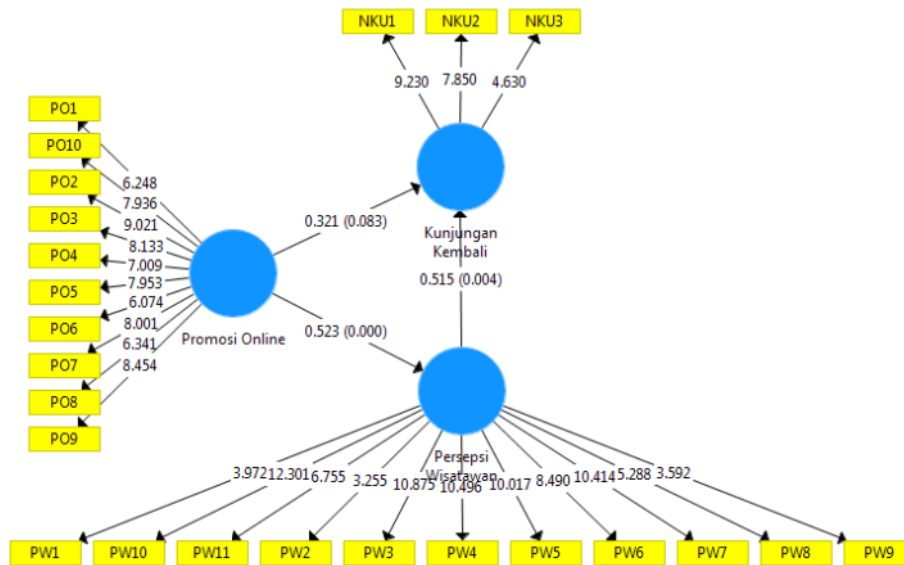 NKU1 NKU2 NKU3
9.230 7.850 4.630
PO1
PO10
PO2
PO3
PO4
PO5
PO6
PO7
PO8
PO9
6.248
7.936
9.021
8.133
7.009
7.953
6.074
8.001
6.341
8.454
Promosi Online
0.321 (0.083)
Kunjungan
Kembali
0.515 (0.004)
0.523 (0.000)
Persepsi
Wisatawan
3.972 12.301 6.755 3.255 10.875 10.496 10.017 8.490 10.414 5.288 3.592
PW1 PW10 PW11 PW2 PW3 PW4 PW5 PW6 PW7 PW8 PW9